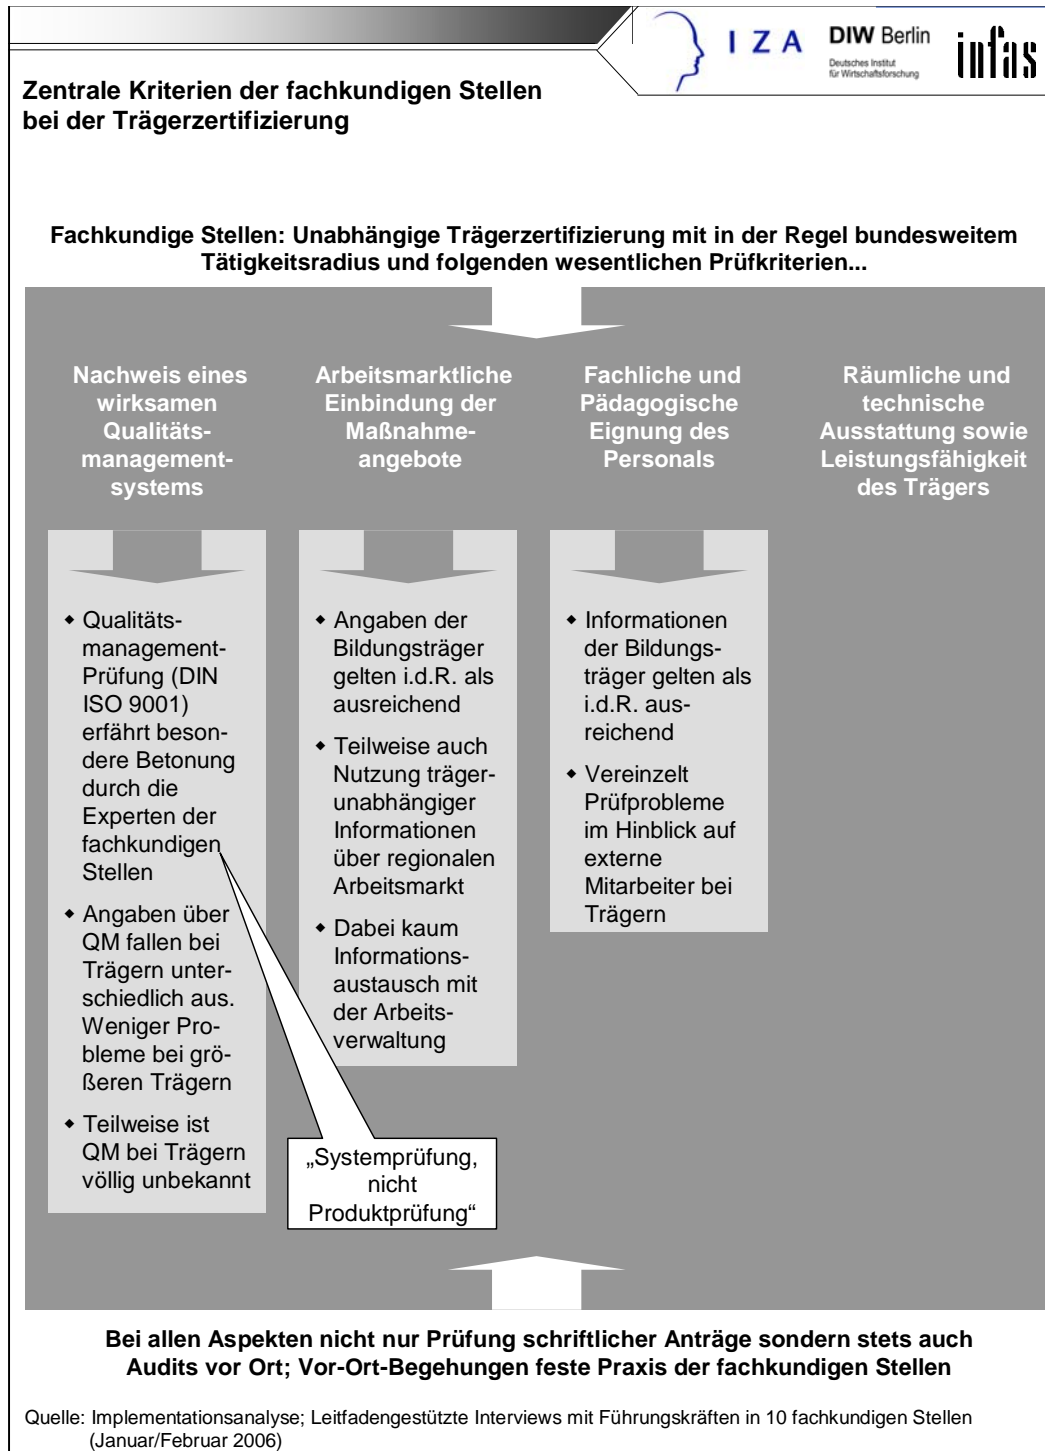 IZA
DIW Berlin
Deutsches Institut
für Wirtschaftsforschung
infas
Zentrale Kriterien der fachkundigen Stellen
bei der Trägerzertifizierung
Fachkundige Stellen: Unabhängige Trägerzertifizierung mit in der Regel bundesweitem
Tätigkeitsradius und folgenden wesentlichen Prüfkriterien...
Nachweis eines
wirksamen
Qualitäts-
management-
systems
Arbeitsmarktliche
Einbindung der
Maßnahme-
angebote
Fachliche und
Pädagogische
Eignung des
Personals
Räumliche und
technische
Ausstattung sowie
Leistungsfähigkeit
des Trägers
◆ Qualitäts-
management-
Prüfung (DIN
ISO 9001)
erfährt beson-
dere Betonung
durch die
Experten der
fachkundigen
Stellen
◆ Angaben über
QM fallen bei
Trägern unter-
schiedlich aus.
Weniger Pro-
bleme bei grö-
ßeren Trägern
◆ Teilweise ist
QM bei Trägern
völlig unbekannt
◆ Angaben der
Bildungsträger
gelten i.d.R. als
ausreichend
◆ Teilweise auch
Nutzung träger-
unabhängiger
Informationen
über regionalen
Arbeitsmarkt
◆ Dabei kaum
Informations-
austausch mit
der Arbeits-
verwaltung
◆ Informationen
der Bildungs-
träger gelten als
i.d.R. aus-
reichend
◆ Vereinzelt
Prüfprobleme
im Hinblick auf
externe
Mitarbeiter bei
Trägern
„Systemprüfung,
nicht
Produktprüfung“
Bei allen Aspekten nicht nur Prüfung schriftlicher Anträge sondern stets auch
Audits vor Ort; Vor-Ort-Begehungen feste Praxis der fachkundigen Stellen
Quelle: Implementationsanalyse; Leitfadengestützte Interviews mit Führungskräften in 10 fachkundigen Stellen
(Januar/Februar 2006)